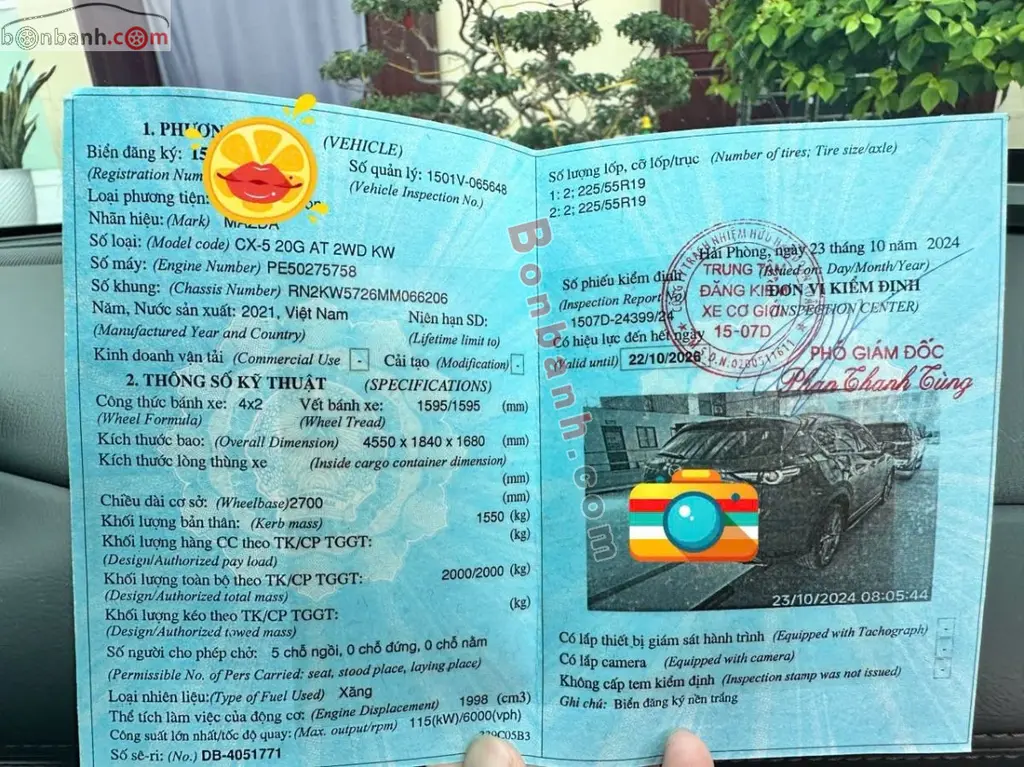 bonbanh.com
1. PHƯƠN
(VEHICLE)
Biển đăng ký: 15
Số quản lý: 1501V-065648
(Registration Num
(Vehicle Inspection No.)
Loại phương tiện:
Nhãn hiệu: (Mark) MAZDA
Số loại: (Model code) CX-5 20G AT 2WD KW
Số máy: (Engine Number) PE50275758
Số khung: (Chassis Number) RN2KW5726MM066206
Năm, Nước sản xuất: 2021, Việt Nam Niên hạn SD:
(Manufactured Year and Country) (Lifetime limit to)
Kinh doanh vận tải (Commercial Use - Cải tạo (Modification) -
2. THÔNG SỐ KỸ THUẬT (SPECIFICATIONS)
Công thức bánh xe: 4x2 Vết bánh xe: 1595/1595 (mm)
(Wheel Formula) (Wheel Tread)
Kích thước bao: (Overall Dimension) 4550 x 1840 x 1680 (mm)
Kích thước lòng thùng xe (Inside cargo container dimension)
(mm)
Chiều dài cơ sở: (Wheelbase) 2700 (mm)
Khối lượng bản thân: (Kerb mass) 1550 (kg)
Khối lượng hàng CC theo TK/CP TGGT: (kg)
(Design/Authorized pay load)
Khối lượng toàn bộ theo TK/CP TGGT: 2000/2000 (kg)
(Design/Authorized total mass)
Khối lượng kéo theo TK/CP TGGT: (kg)
(Design/Authorized towed mass)
Số người cho phép chở: 5 chỗ ngồi, 0 chỗ đứng, 0 chỗ nằm
(Permissible No. of Pers Carried: seat, stood place, laying place)
Loại nhiên liệu: (Type of Fuel Used) Xăng
Thể tích làm việc của động cơ: (Engine Displacement) 1998 (cm3)
Công suất lớn nhất/tốc độ quay: (Max. output/rpm) 115(kW)/6000(vph)
Số sê-ri: (No.) DB-4051771
Số lượng lốp, cỡ lốp/trục (Number of tires; Tire size/axle)
1: 2; 225/55R19
2: 2; 225/55R19
Hải Phòng, ngày 23 tháng 10 năm 2024
(Issued on: Day/Month/Year)
Số phiếu kiểm định
ĐƠN VỊ KIỂM ĐỊNH
(Inspection Report N
(INSPECTION CENTER)
1507D-24399/24
Có hiệu lực đến hết ngày
(Valid until) 22/10/2026
TRUNG TÂM
ĐĂNG KIỂM
XE CƠ GIỚI
15-07D
PHÓ GIÁM ĐỐC
Phan Thanh Tùng
Bonbanh.com
23/10/2024 08:05:44
Có lắp thiết bị giám sát hành trình (Equipped with Tachograph) -
Có lắp camera (Equipped with camera) -
Không cấp tem kiểm định (Inspection stamp was not issued) -
Ghi chú: Biển đăng ký nền trắng